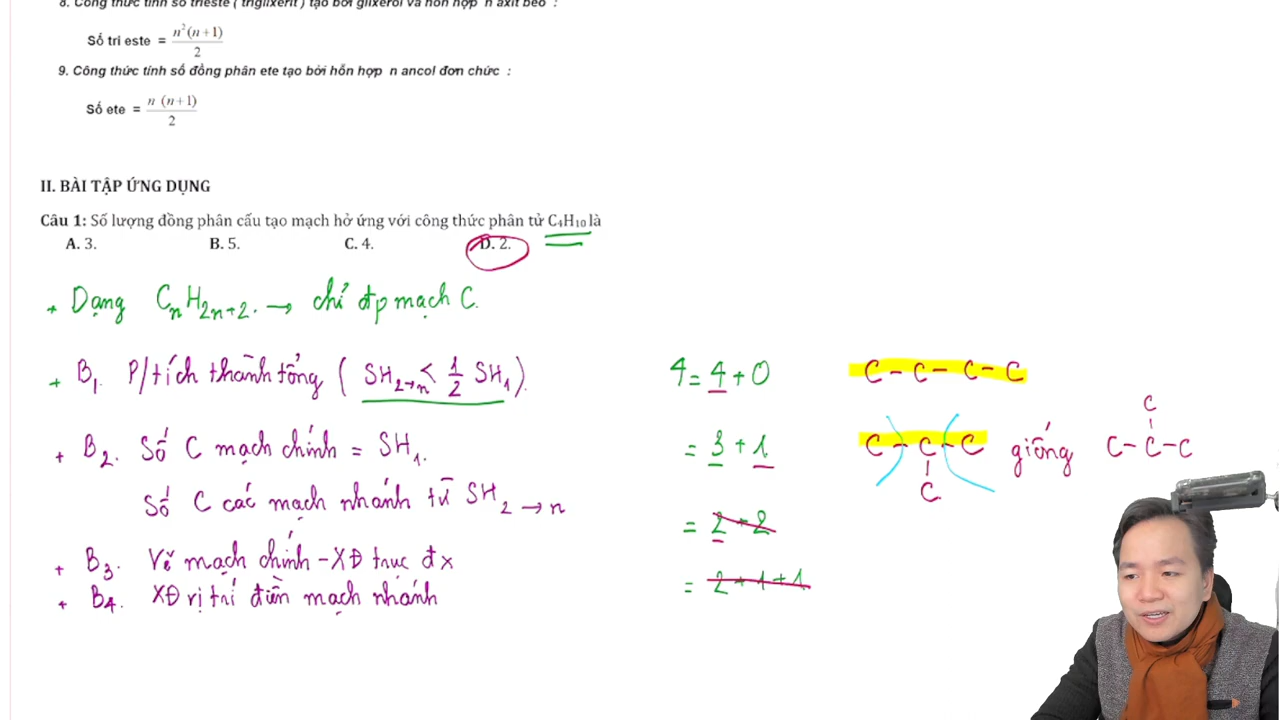 8. Công thức tính số trieste ( triglixerit ) tạo bởi glixerol và hỗn hợp n axit béo :
Số tri este = n²(n+1)/2
9. Công thức tính số đồng phân ete tạo bởi hỗn hợp n ancol đơn chức :
Số ete = n (n+1)/2
II. BÀI TẬP ỨNG DỤNG
Câu 1: Số lượng đồng phân cấu tạo mạch hở ứng với công thức phân tử C₄H₁₀ là
A. 3. B. 5. C. 4. D. 2.
+ Dạng CₙH₂ₙ₊₂. → chỉ đp mạch C.
+ B₁. P/tích thành tổng ( SH₂→ₙ < 1/2 SH₁ ).
+ B₂. Số C mạch chính = SH₁.
Số C các mạch nhánh từ SH₂ → n
+ B₃. Vẽ mạch chính - XĐ trục đx
+ B₄. XĐ vị trí điền mạch nhánh
4 = 4 + 0
= 3 + 1
= 2 + 2
= 2 + 1 + 1
C - C - C - C
C - C - C
C
giống
C
C - C - C